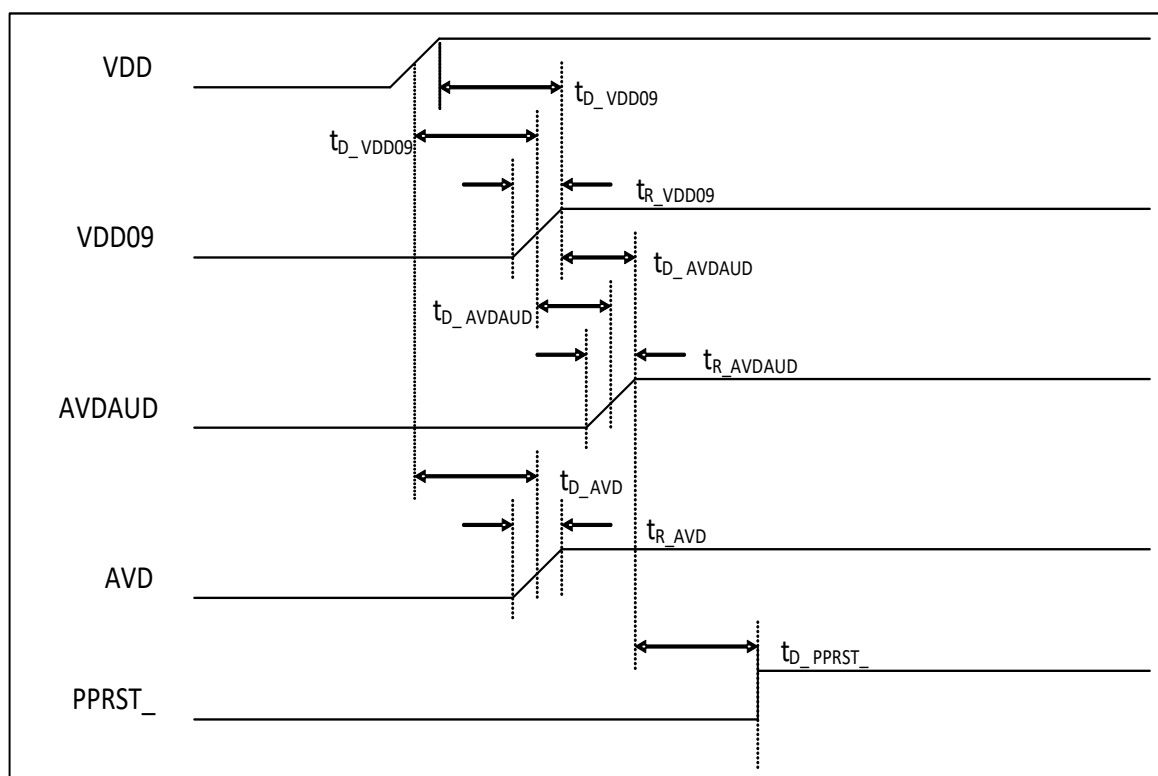 VDD
tD_VDD09
tD_VDD09
tR_VDD09
VDD09
tD_AVDAUD
tD_AVDAUD
tR_AVDAUD
AVDAUD
tD_AVD
tR_AVD
AVD
tD_PPRST_
PPRST_